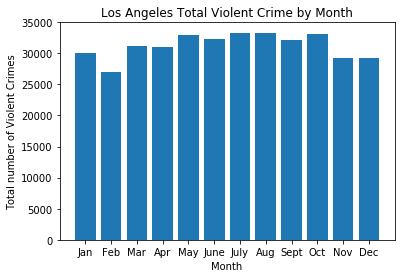 Los Angeles Total Violent Crime by Month
Total number of Violent Crimes
35000
30000
25000
20000
15000
10000
5000
0
Jan Feb Mar Apr May June July Aug Sept Oct Nov Dec
Month